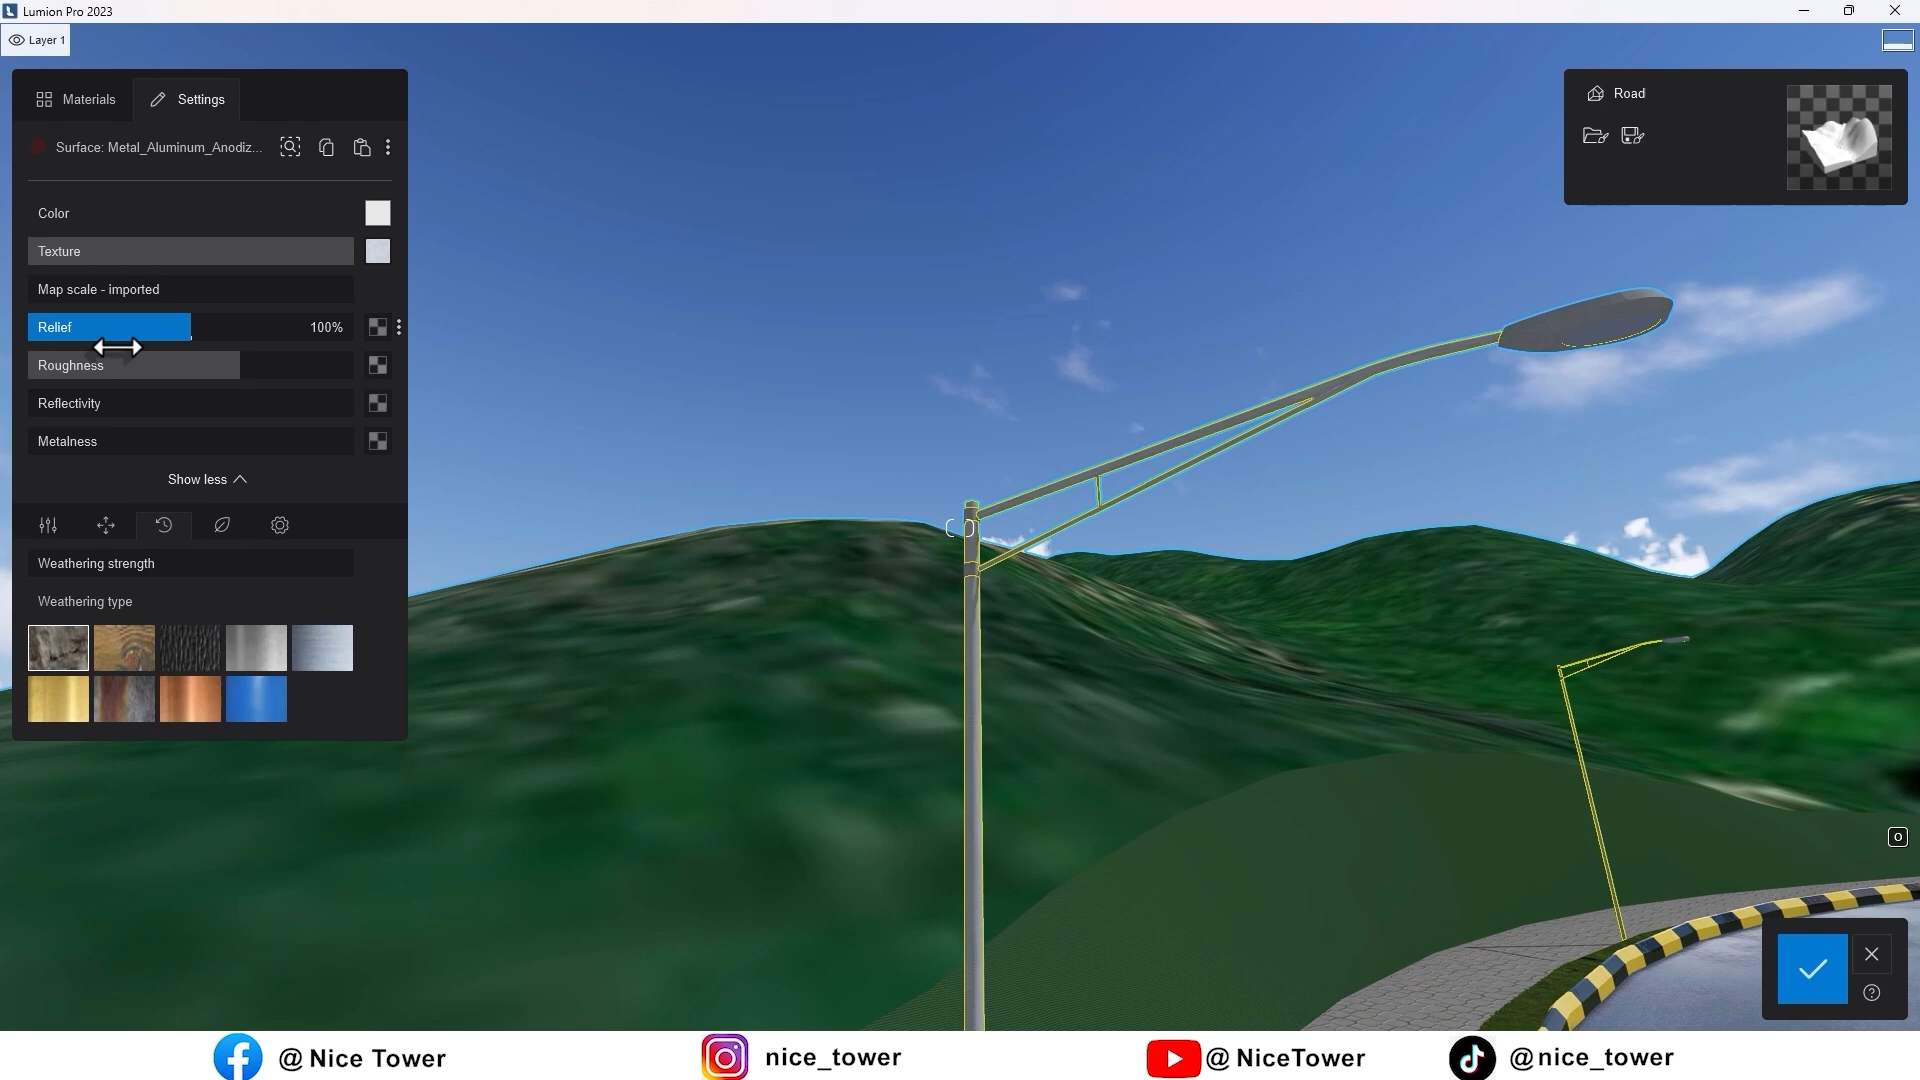 Lumion Pro 2023
Layer 1
Materials
Settings
Surface: Metal_Aluminum_Anodiz...
Color
Texture
Map scale - imported
Relief
100%
Roughness
Reflectivity
Metalness
Show less
Weathering strength
Weathering type
Road
O
@ Nice Tower
nice_tower
@ NiceTower
@nice_tower